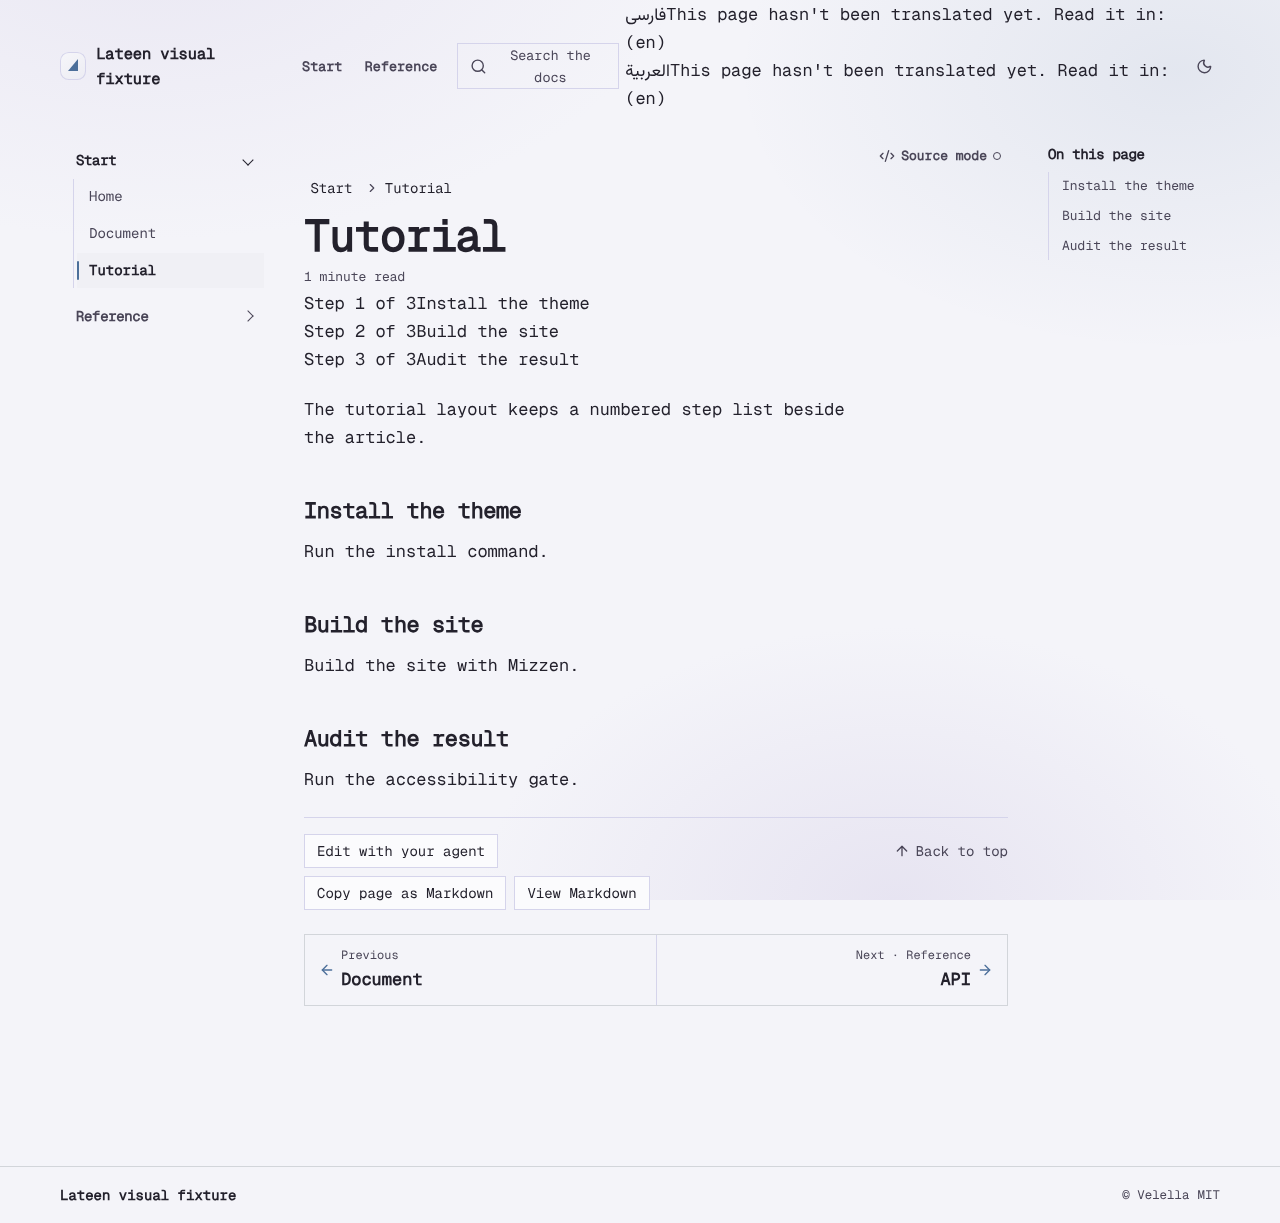 Lateen visual
fixture
Start
Reference
Search the
docs
فارسیThis page hasn't been translated yet. Read it in:
(en)
العربيةThis page hasn't been translated yet. Read it in:
(en)
Start
Home
Document
Tutorial
Reference
Source mode
Start
Tutorial
Tutorial
1 minute read
Step 1 of 3Install the theme
Step 2 of 3Build the site
Step 3 of 3Audit the result
The tutorial layout keeps a numbered step list beside
the article.
Install the theme
Run the install command.
Build the site
Build the site with Mizzen.
Audit the result
Run the accessibility gate.
Edit with your agent
Back to top
Copy page as Markdown
View Markdown
Previous
Document
Next · Reference
API
On this page
Install the theme
Build the site
Audit the result
Lateen visual fixture
© Velella MIT